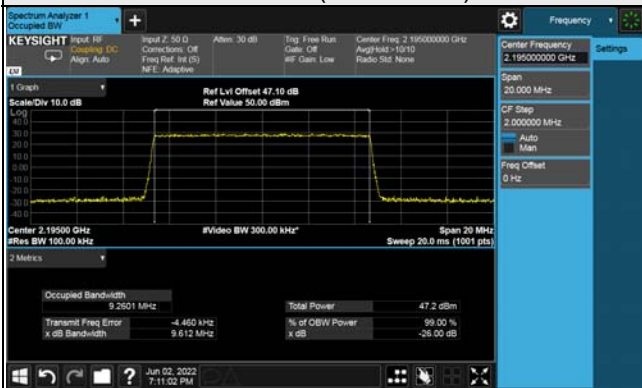 Spectrum Analyzer 1
Occupied BW
+
Frequency
KEYSIGHT
Input: RF
Coupling: DC
Align: Auto
Input Z: 50 Ω
Corrections: Off
Freq Ref: Int (S)
NFE: Adaptive
Atten: 30 dB
Trig: Free Run
Gate: Off
#IF Gain: Low
Center Freq: 2.195000000 GHz
Avg|Hold:>10/10
Radio Std: None
Center Frequency
2.195000000 GHz
Settings
Span
20.000 MHz
CF Step
2.000000 MHz
Auto
Man
Freq Offset
0 Hz
1 Graph
Scale/Div 10.0 dB
Ref Lvl Offset 47.10 dB
Ref Value 50.00 dBm
Log
40.0
30.0
20.0
10.0
0.00
-10.0
-20.0
-30.0
-40.0
Center 2.19500 GHz
#Video BW 300.00 kHz*
Span 20 MHz
#Res BW 100.00 kHz
Sweep 20.0 ms (1001 pts)
2 Metrics
Occupied Bandwidth
9.2601 MHz
Total Power
47.2 dBm
Transmit Freq Error
-4.460 kHz
% of OBW Power
99.00 %
x dB Bandwidth
9.612 MHz
x dB
-26.00 dB
?
Jun 02, 2022
7:11:02 PM